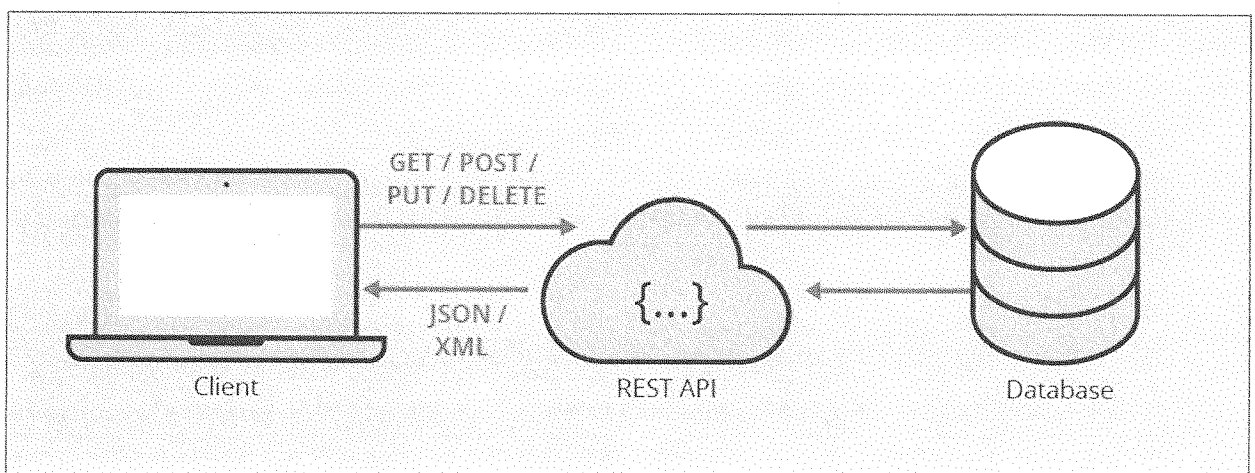 GET / POST /
PUT / DELETE
JSON /
XML
{...}
Client
REST API
Database